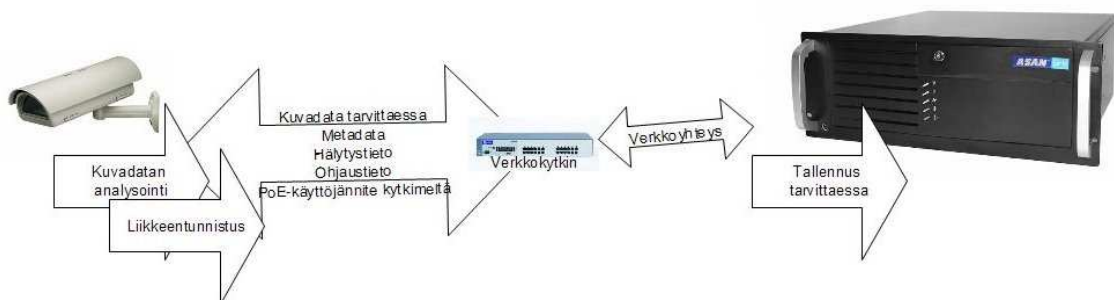 ASAN
Kuvadata tarvittaessa
Metadata
Hälytystieto
Ohjaustieto
PoE-käyttöjännite kytkimeltä
Kuvadatan
analysointi
Liikkeentunnistus
Verkkokytkin
Verkkoyhteys
Tallennus
tarvittaessa